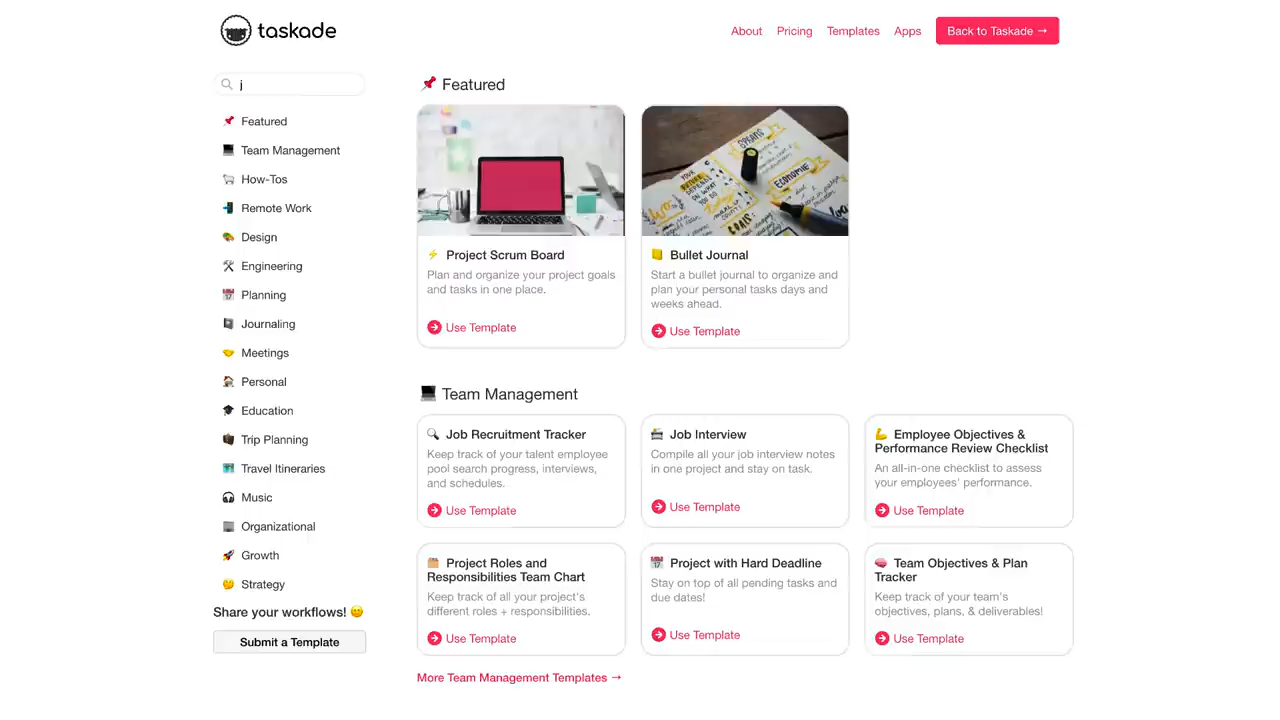 taskade
About
Pricing
Templates
Apps
Back to Taskade →
j
Featured
Team Management
How-Tos
Remote Work
Design
Engineering
Planning
Journaling
Meetings
Personal
Education
Trip Planning
Travel Itineraries
Music
Organizational
Growth
Strategy
Share your workflows!
Submit a Template
Featured
Project Scrum Board
Plan and organize your project goals
and tasks in one place.
Use Template
Bullet Journal
Start a bullet journal to organize and
plan your personal tasks days and
weeks ahead.
Use Template
Team Management
Job Recruitment Tracker
Keep track of your talent employee
pool search progress, interviews,
and schedules.
Use Template
Job Interview
Compile all your job interview notes
in one project and stay on task.
Use Template
Employee Objectives &
Performance Review Checklist
An all-in-one checklist to assess
your employees' performance.
Use Template
Project Roles and
Responsibilities Team Chart
Keep track of all your project's
different roles + responsibilities.
Use Template
Project with Hard Deadline
Stay on top of all pending tasks and
due dates!
Use Template
Team Objectives & Plan
Tracker
Keep track of your team's
objectives, plans, & deliverables!
Use Template
More Team Management Templates →